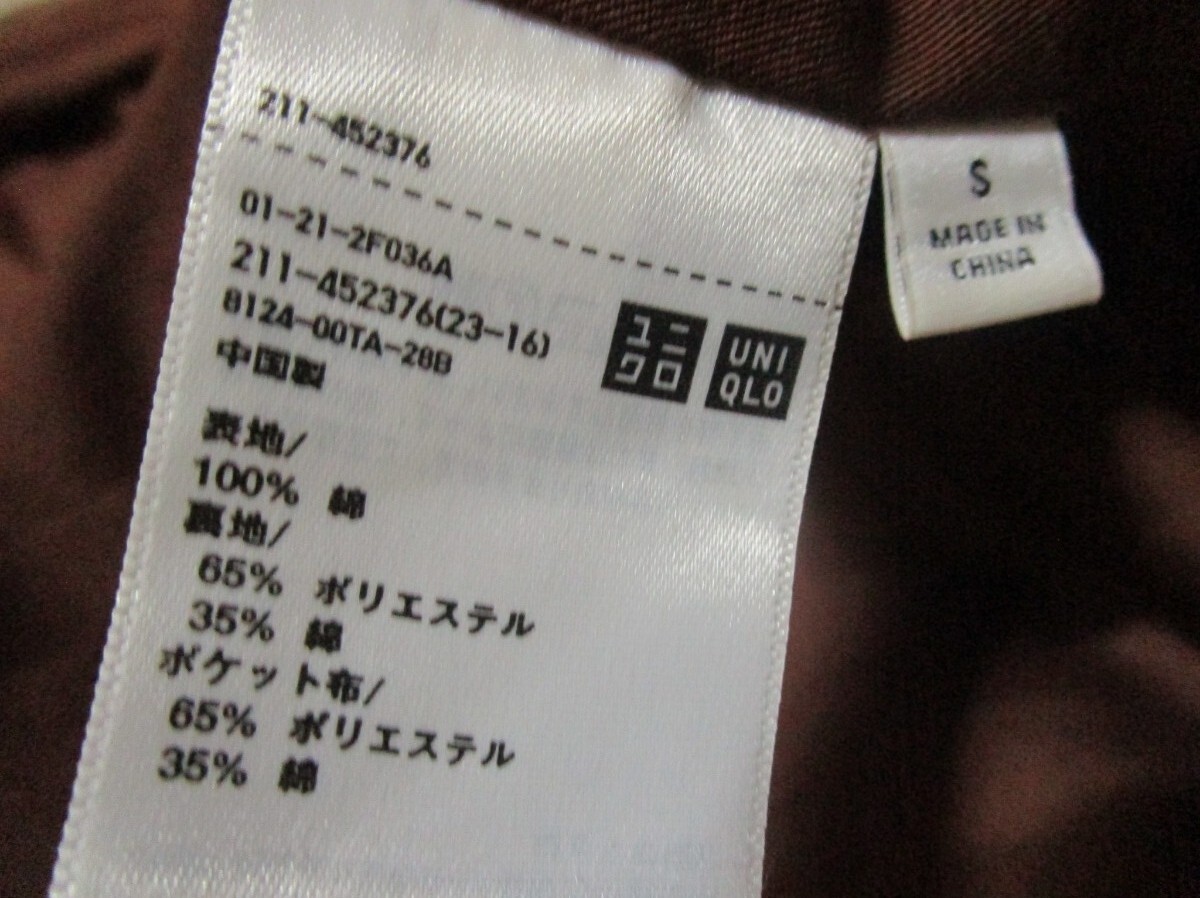 211-452376
01-21-2F036A
211-452376(23-16)
8124-00TA-28B
中国製
ユニ
クロ
UNI
QLO
表地/
100% 綿
裏地/
65% ポリエステル
35% 綿
ポケット布/
65% ポリエステル
35% 綿
S
MADE IN
CHINA